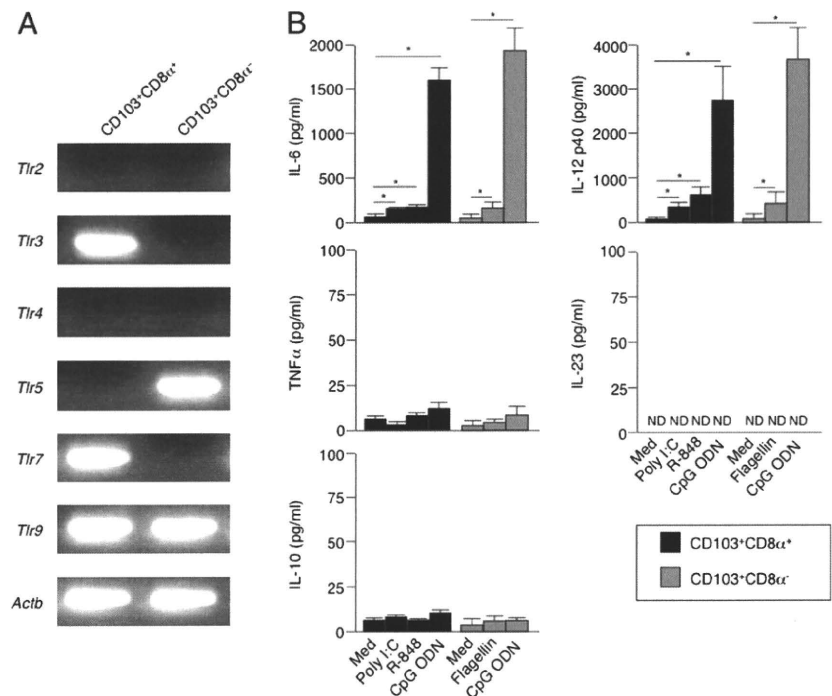 A
CD103⁺CD8α⁺
CD103⁺CD8α⁻
Tlr2
Tlr3
Tlr4
Tlr5
Tlr7
Tlr9
Actb
B
IL-6 (pg/ml)
2000
1500
1000
500
0
*
*
*
*
*
IL-12 p40 (pg/ml)
4000
3000
2000
1000
0
*
*
*
*
*
TNFα (pg/ml)
100
75
50
25
0
IL-23 (pg/ml)
100
75
50
25
0
ND ND ND ND ND ND ND
Med
Poly I:C
R-848
CpG ODN
Med
Flagellin
CpG ODN
IL-10 (pg/ml)
100
75
50
25
0
Med
Poly I:C
R-848
CpG ODN
Med
Flagellin
CpG ODN
CD103⁺CD8α⁺
CD103⁺CD8α⁻